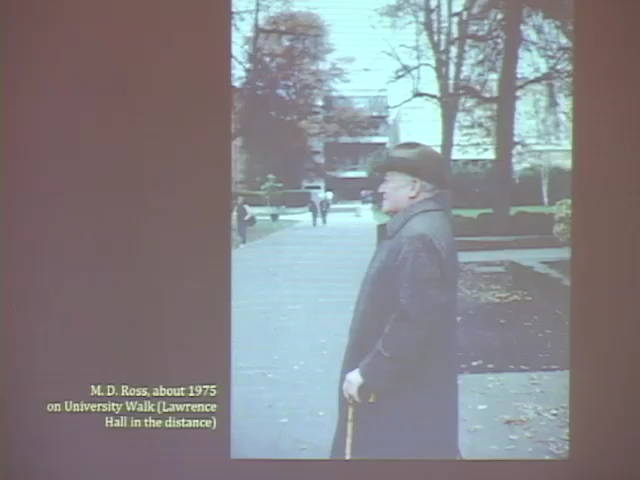 M. D. Ross, about 1975
on University Walk (Lawrence
Hall in the distance)